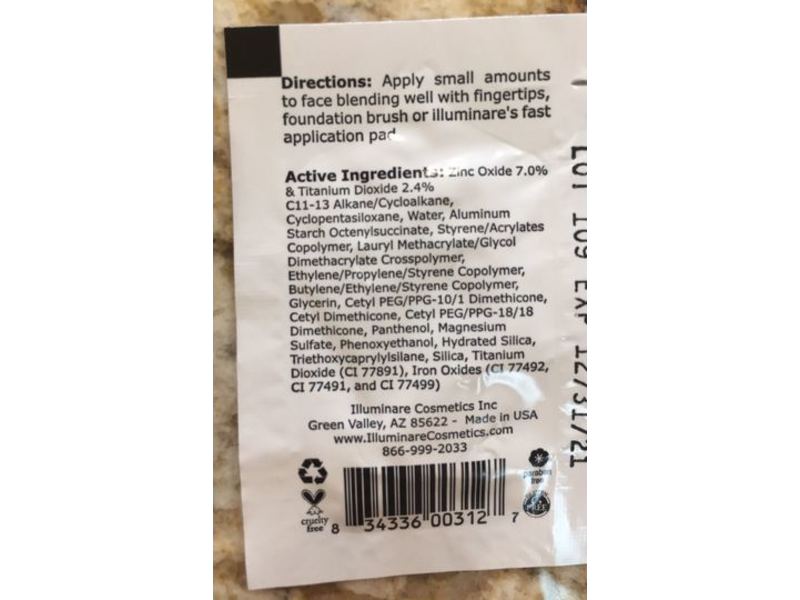 Directions: Apply small amounts
to face blending well with fingertips,
foundation brush or illuminare's fast
application pad
Active Ingredients: Zinc Oxide 7.0%
& Titanium Dioxide 2.4%
C11-13 Alkane/Cycloalkane,
Cyclopentasiloxane, Water, Aluminum
Starch Octenylsuccinate, Styrene/Acrylates
Copolymer, Lauryl Methacrylate/Glycol
Dimethacrylate Crosspolymer,
Ethylene/Propylene/Styrene Copolymer,
Butylene/Ethylene/Styrene Copolymer,
Glycerin, Cetyl PEG/PPG-10/1 Dimethicone,
Cetyl Dimethicone, Cetyl PEG/PPG-18/18
Dimethicone, Panthenol, Magnesium
Sulfate, Phenoxyethanol, Hydrated Silica,
Triethoxycaprylylsilane, Silica, Titanium
Dioxide (CI 77891), Iron Oxides (CI 77492,
CI 77491, and CI 77499)
Illuminare Cosmetics Inc
Green Valley, AZ 85622 - Made in USA
www.IlluminareCosmetics.com
866-999-2033
cruelty
free
8 34336 00312 7
paraben
free
FREE
LOT 109 EXP 12/31/21